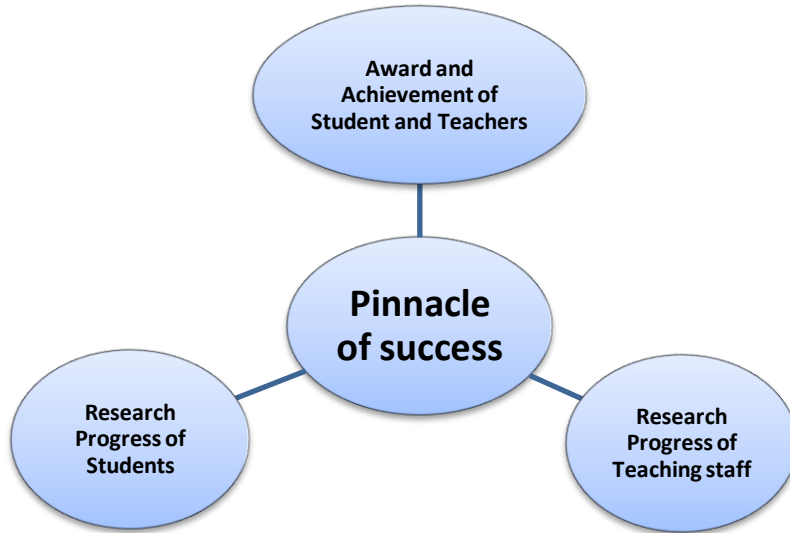 Award and
Achievement of
Student and Teachers
Pinnacle
of success
Research
Progress of
Students
Research
Progress of
Teaching staff